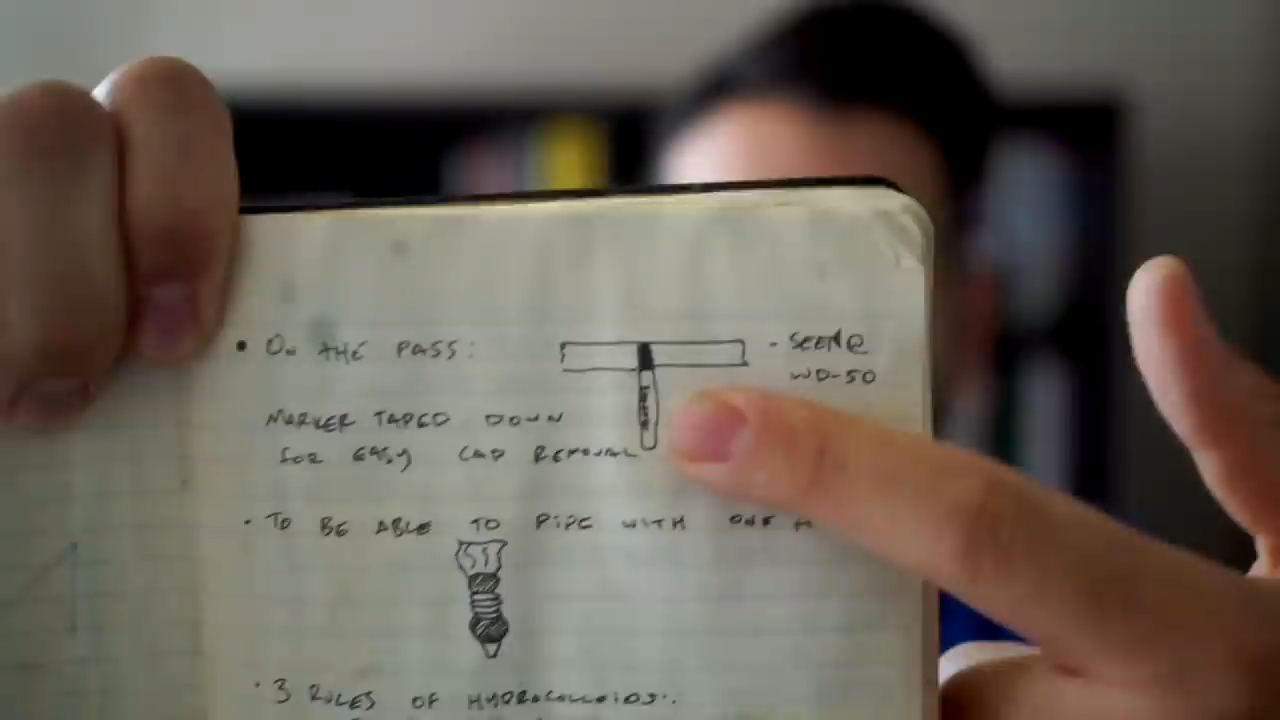 • ON THE PASS:
- SEEN @
WD-50
MARKER TAPED DOWN
FOR EASY CAP REMOVAL
• TO BE ABLE TO PIPE WITH ONE
• 3 RULES OF HYDROCOLLOIDS: